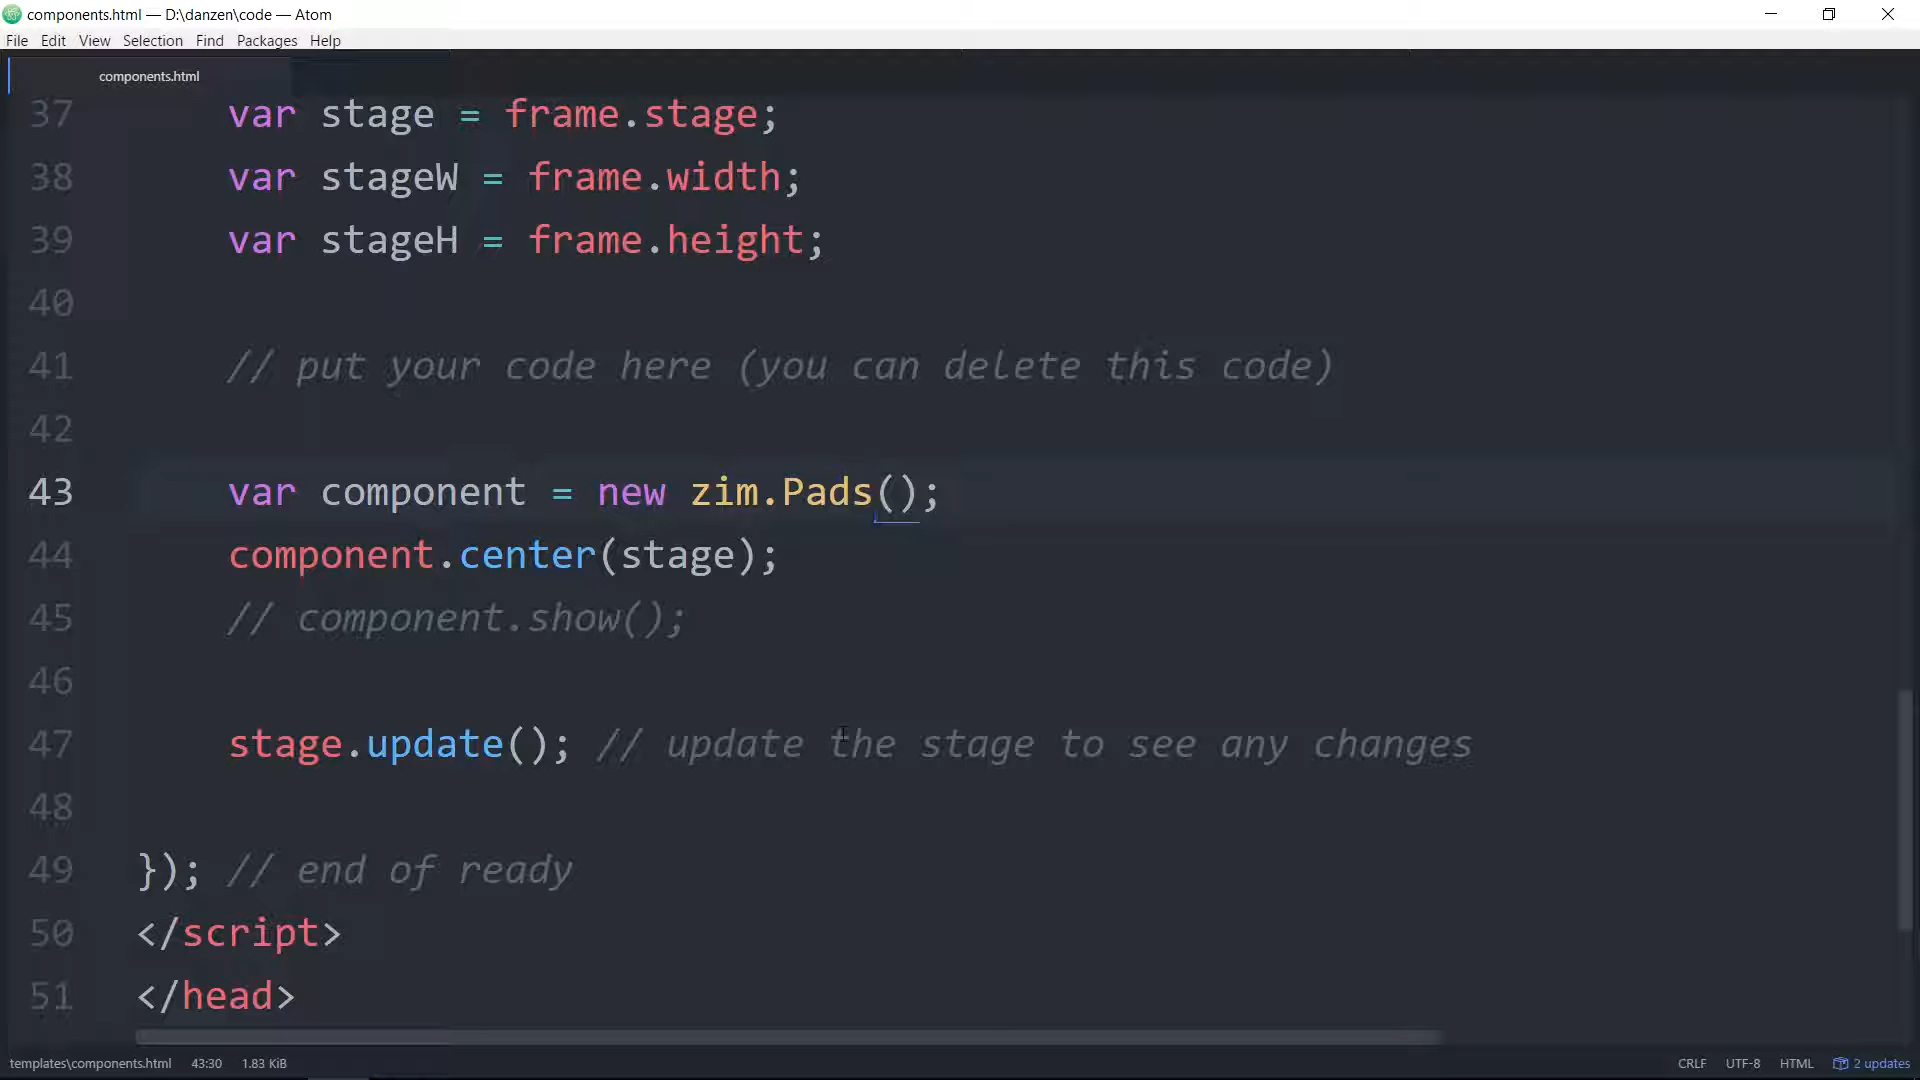 components.html — D:\danzen\code — Atom
File Edit View Selection Find Packages Help
components.html
37 var stage = frame.stage;
38 var stageW = frame.width;
39 var stageH = frame.height;
40
41 // put your code here (you can delete this code)
42
43 var component = new zim.Pads();
44 component.center(stage);
45 // component.show();
46
47 stage.update(); // update the stage to see any changes
48
49 }); // end of ready
50 </script>
51 </head>
templates\components.html 43:30 1.83 KiB CRLF UTF-8 HTML 2 updates